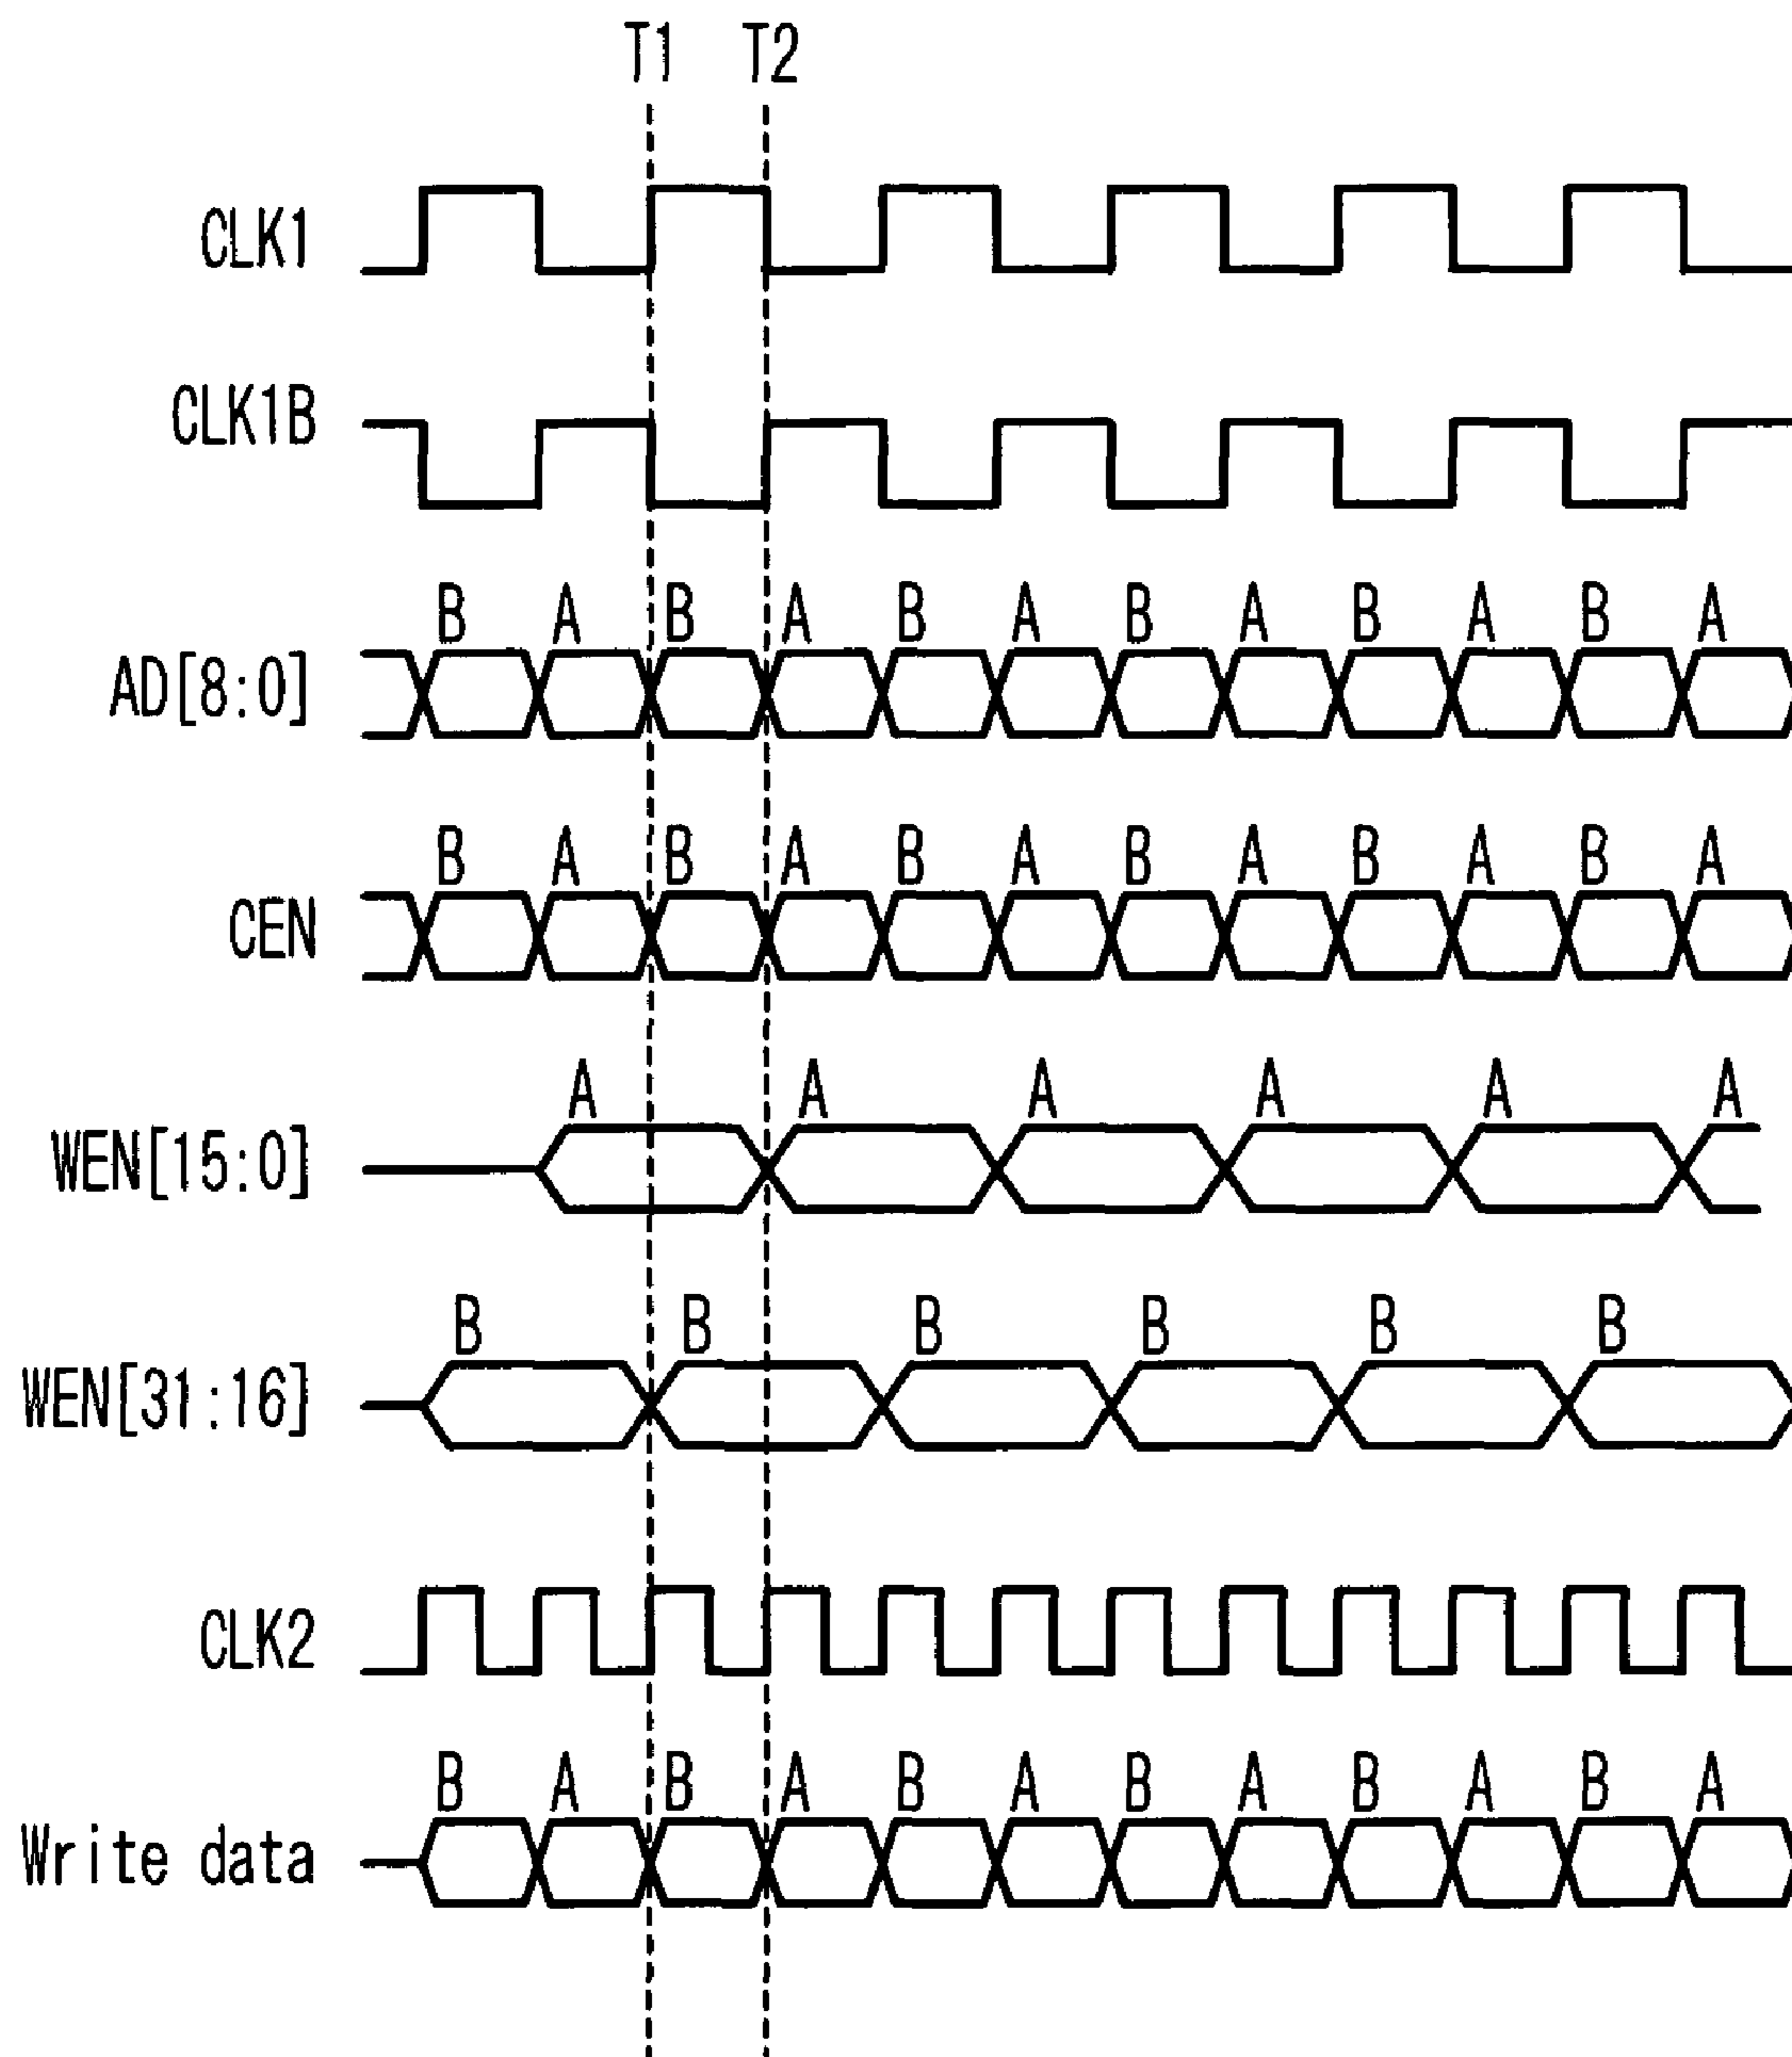 T1 T2
CLK1
CLK1B
B A B A B A B A B A B A
AD[8:0]
B A B A B A B A B A B A
CEN
A A A A A A
WEN[15:0]
B B B B B B
WEN[31:16]
CLK2
B A B A B A B A B A B A
Write data